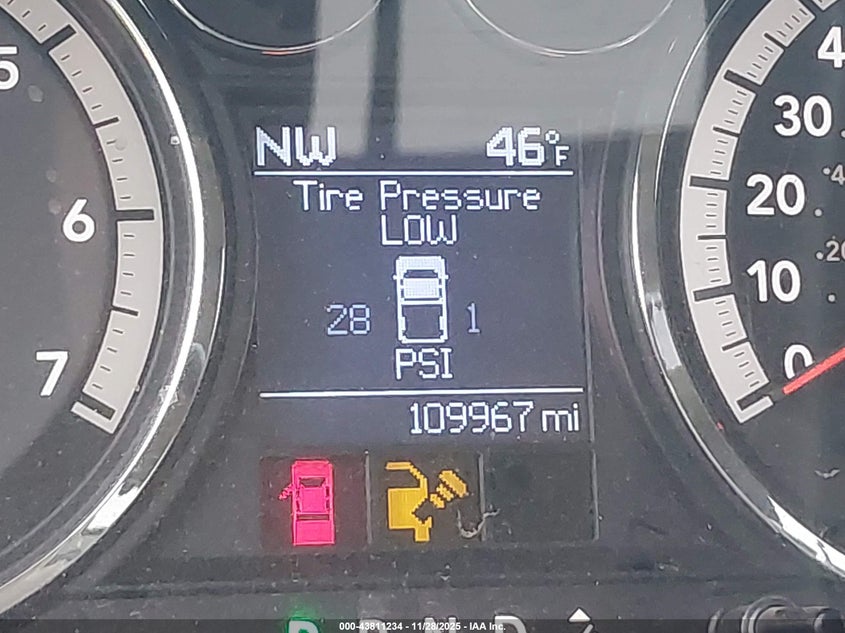 5
6
7
NW 46°F
Tire Pressure
LOW
28 1
PSI
109967 mi
4
30
20
10
0
P R N D
000-43811234 - 11/28/2025 - IAA Inc.